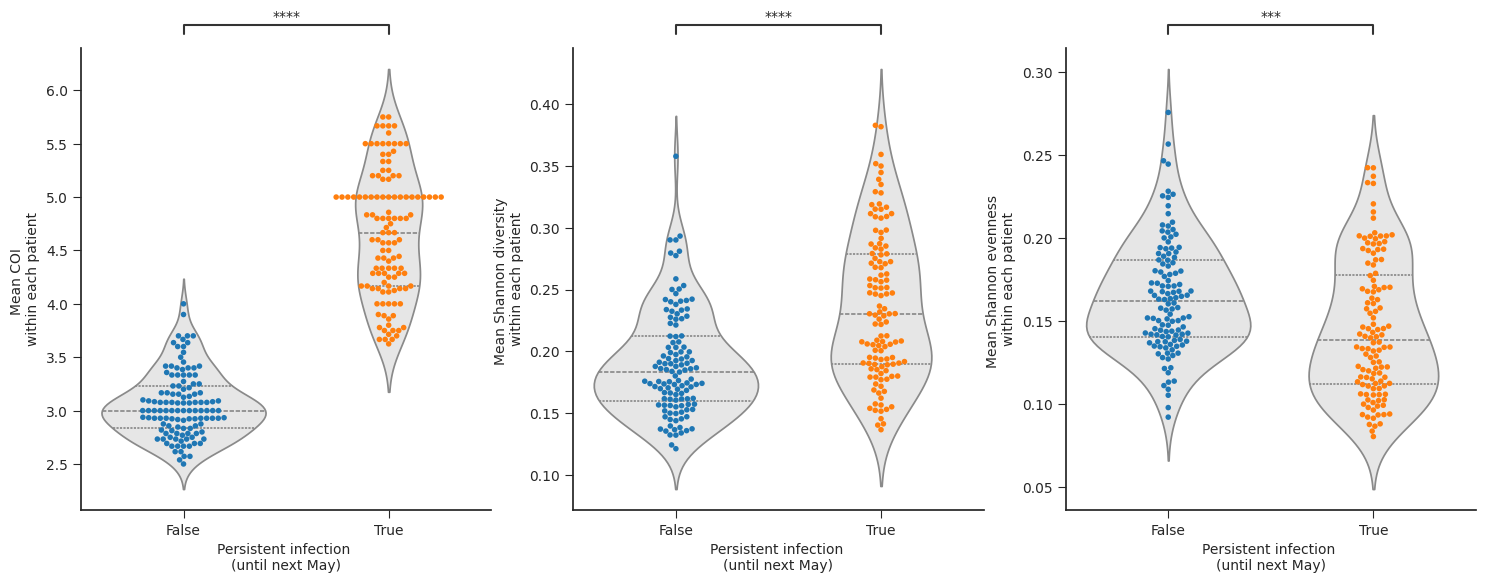 ****
Mean COI
within each patient
6.0
5.5
5.0
4.5
4.0
3.5
3.0
2.5
False
True
Persistent infection
(until next May)
****
Mean Shannon diversity
within each patient
0.40
0.35
0.30
0.25
0.20
0.15
0.10
False
True
Persistent infection
(until next May)
***
Mean Shannon evenness
within each patient
0.30
0.25
0.20
0.15
0.10
0.05
False
True
Persistent infection
(until next May)